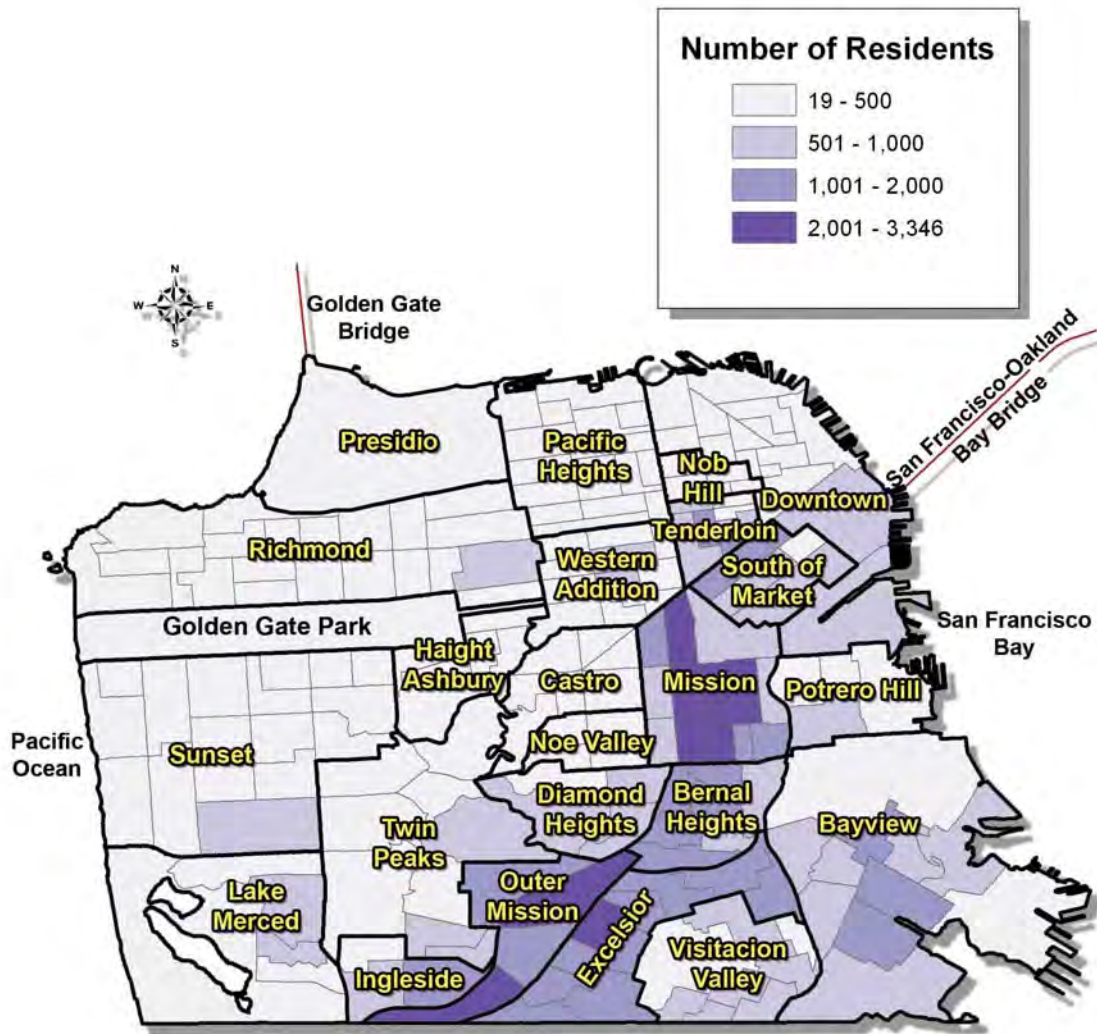 Number of Residents
19 - 500
501 - 1,000
1,001 - 2,000
2,001 - 3,346
N
W
E
S
Golden Gate
Bridge
San Francisco-Oakland
Bay Bridge
Presidio
Pacific
Heights
Nob
Hill
Downtown
Tenderloin
Richmond
Western
Addition
South of
Market
Golden Gate Park
San Francisco
Bay
Haight
Ashbury
Castro
Mission
Potrero Hill
Pacific
Ocean
Sunset
Noe Valley
Diamond
Heights
Bernal
Heights
Bayview
Twin
Peaks
Lake
Merced
Outer
Mission
Excelsior
Visitacion
Valley
Ingleside